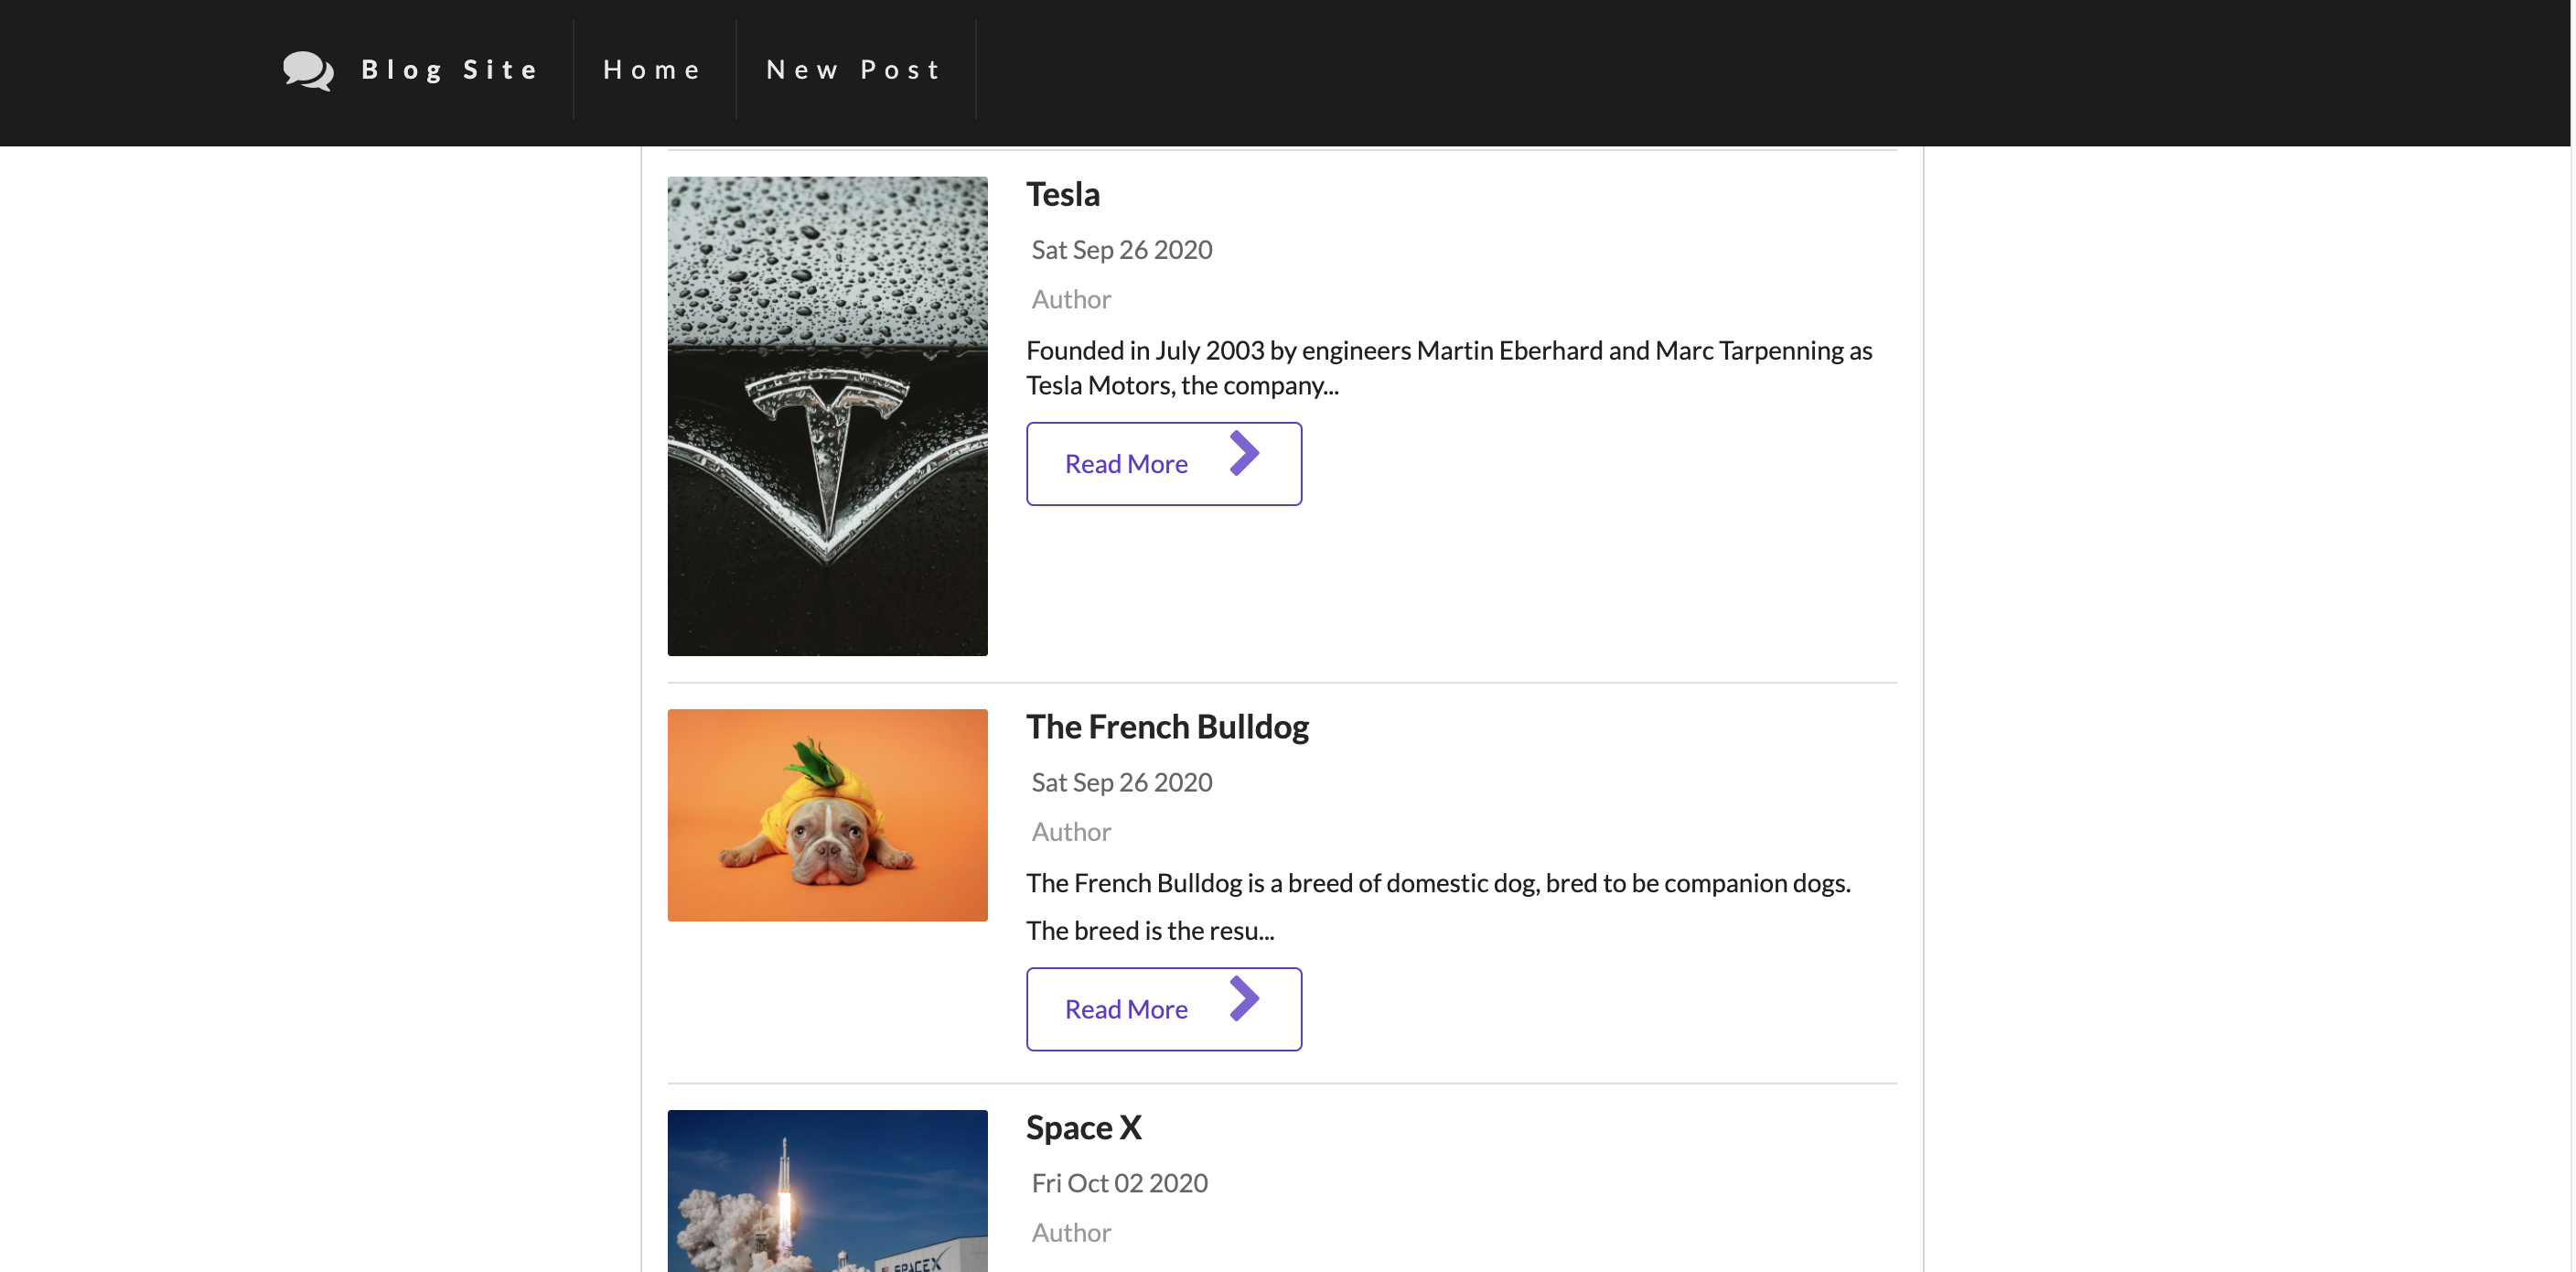 Blog Site
Home
New Post
Tesla
Sat Sep 26 2020
Author
Founded in July 2003 by engineers Martin Eberhard and Marc Tarpenning as
Tesla Motors, the company...
Read More
The French Bulldog
Sat Sep 26 2020
Author
The French Bulldog is a breed of domestic dog, bred to be companion dogs.
The breed is the resu...
Read More
Space X
Fri Oct 02 2020
Author
SPACEX